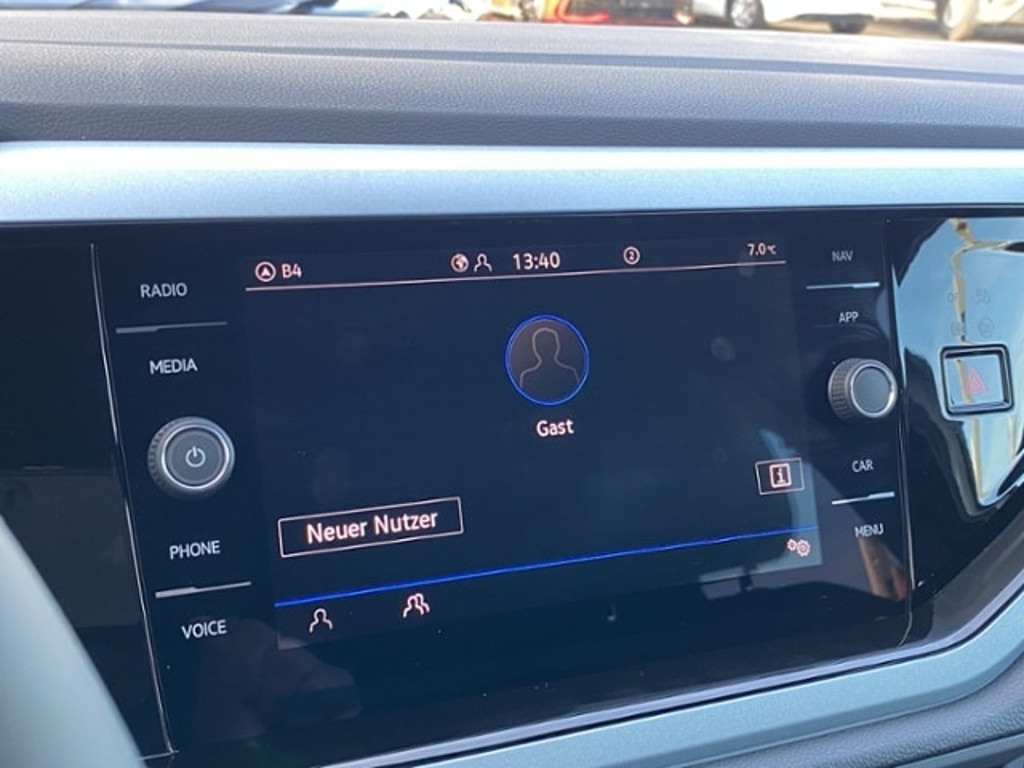 RADIO
MEDIA
PHONE
VOICE
B4
13:40
2
7.0°C
Gast
Neuer Nutzer
i
NAV
APP
CAR
MENU